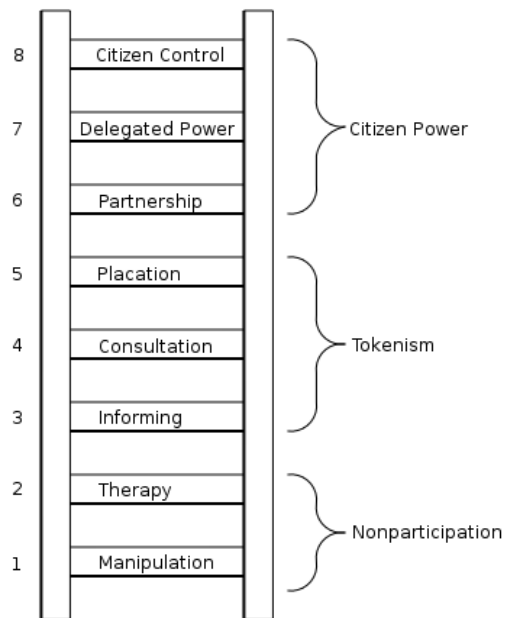 8 Citizen Control
7 Delegated Power
Citizen Power
6 Partnership
5 Placation
4 Consultation
Tokenism
3 Informing
2 Therapy
Nonparticipation
1 Manipulation